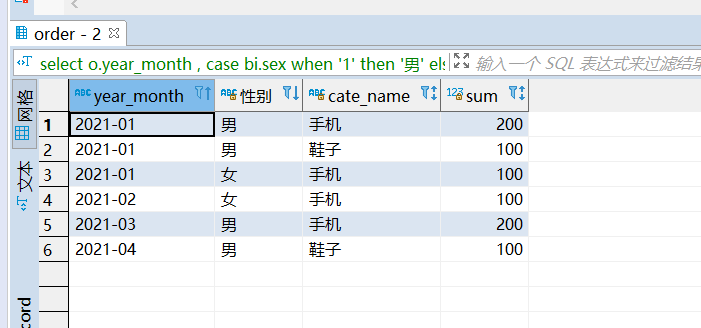 order - 2
select o.year_month , case bi.sex when '1' then '男' els
输入一个 SQL 表达式来过滤结果
网格
文本
year_month 性别 cate_name sum
1 2021-01 男 手机 200
2 2021-01 男 鞋子 100
3 2021-01 女 手机 100
4 2021-02 女 手机 100
5 2021-03 男 手机 200
6 2021-04 男 鞋子 100
cord